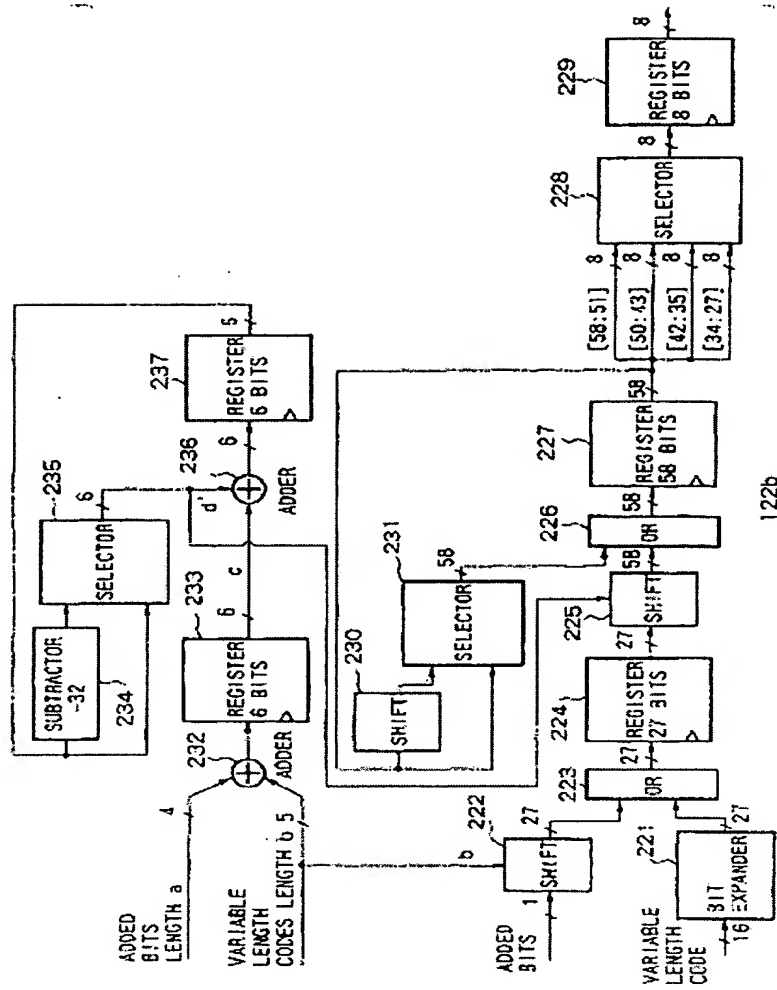 ADDED
BITS
LENGTH a
4
VARIABLE
LENGTH
CODES LENGTH b
5
232
ADDER
SUBTRACTOR
-32
234
SELECTOR
235
6
REGISTER
6 BITS
233
6
c
d'
236
ADDER
6
REGISTER
6 BITS
237
5
ADDED
BITS
1
b
SHIFT
222
27
VARIABLE
LENGTH
CODE
16
BIT
EXPANDER
221
27
OR
223
27
REGISTER
27 BITS
224
27
SHIFT
225
58
SHIFT
230
SELECTOR
231
58
OR
226
58
REGISTER
58 BITS
227
58
[58:51]
8
[50:43]
8
[42:35]
8
[34:27]
8
SELECTOR
228
8
REGISTER
8 BITS
229
8
122b